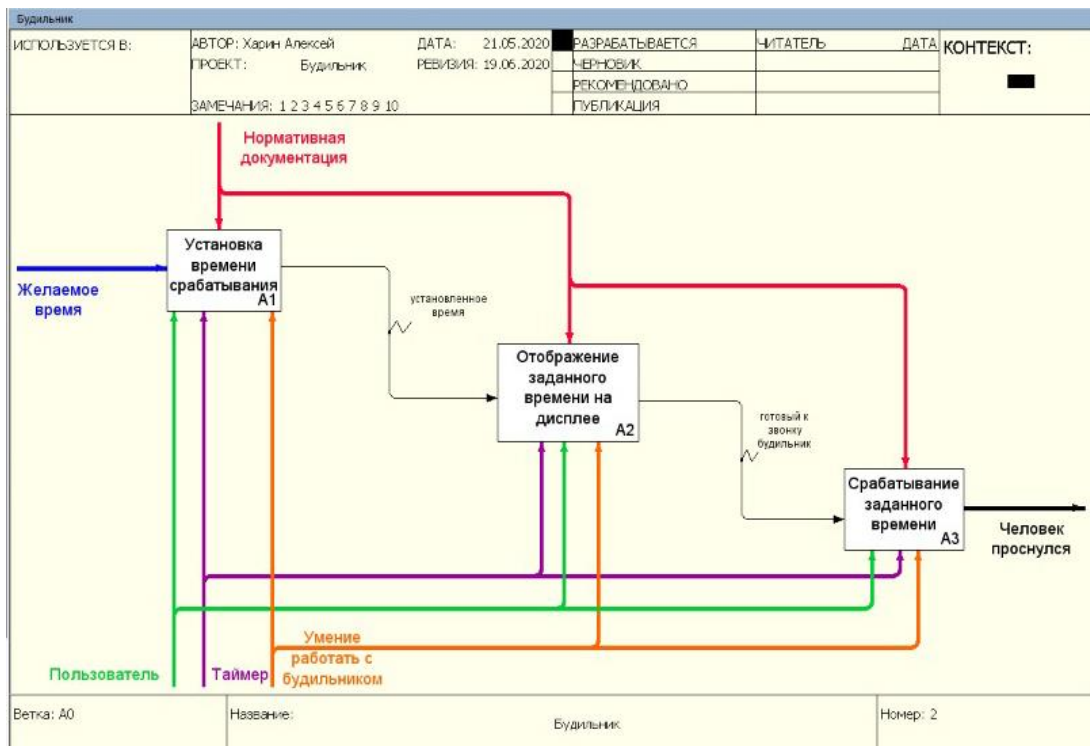 Будильник
ИСПОЛЬЗУЕТСЯ В:
АВТОР: Харин Алексей
ДАТА: 21.05.2020
РАЗРАБАТЫВАЕТСЯ
ЧИТАТЕЛЬ
ДАТА
КОНТЕКСТ:
ПРОЕКТ: Будильник
РЕВИЗИЯ: 19.06.2020
ЧЕРНОВИК
РЕКОМЕНДОВАНО
ЗАМЕЧАНИЯ: 1 2 3 4 5 6 7 8 9 10
ПУБЛИКАЦИЯ
Нормативная
документация
Установка
времени
срабатывания
A1
Желаемое
время
установленное
время
Отображение
заданного
времени на
дисплее
A2
готовый к
звонку
будильник
Срабатывание
заданного
времени
A3
Человек
проснулся
Пользователь
Таймер
Умение
работать с
будильником
Ветка: A0
Название:
Будильник
Номер: 2